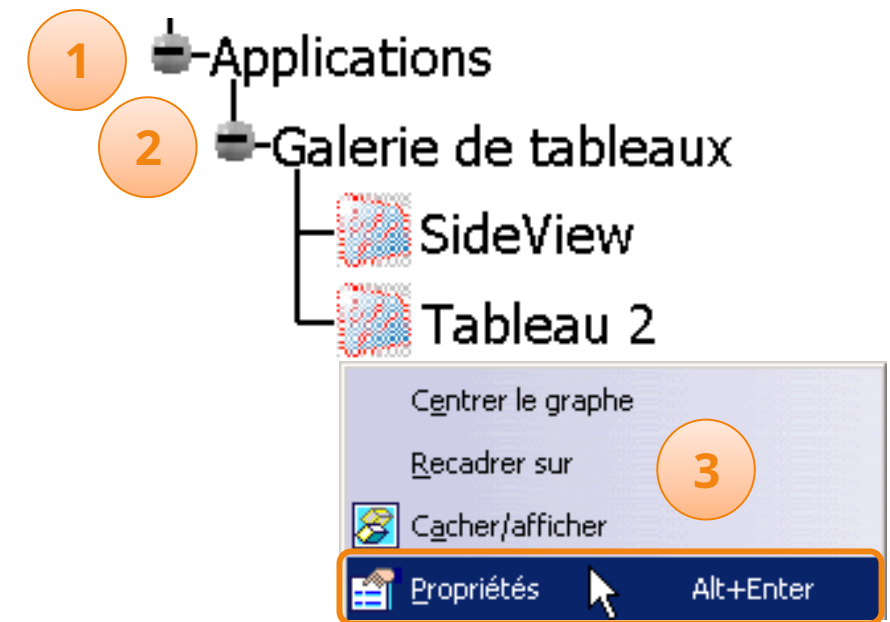 1 Applications
2 Galerie de tableaux
SideView
Tableau 2
Centrer le graphe
Recadrer sur
3
Cacher/afficher
Propriétés Alt+Enter